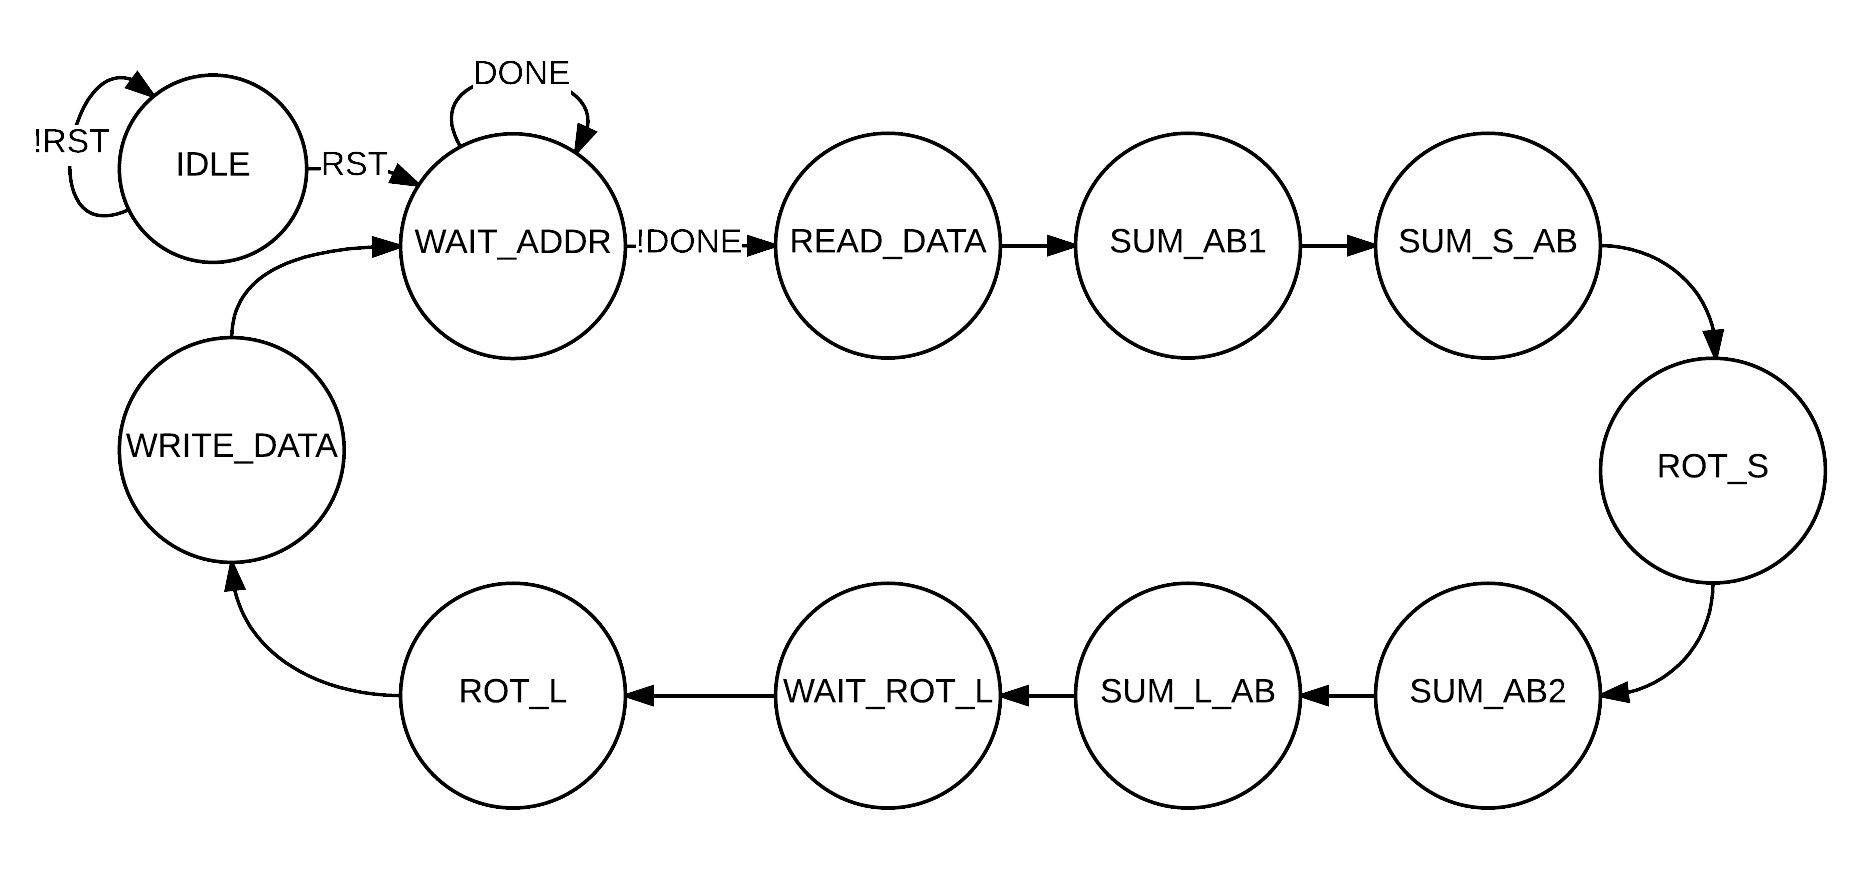 DONE
!RST
IDLE
RST
WAIT_ADDR
!DONE
READ_DATA
SUM_AB1
SUM_S_AB
WRITE_DATA
ROT_S
ROT_L
WAIT_ROT_L
SUM_L_AB
SUM_AB2